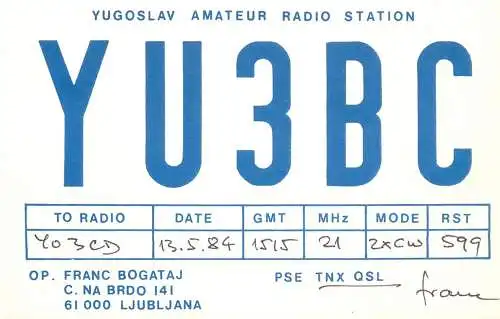 YUGOSLAV AMATEUR RADIO STATION
YU3BC
TO RADIO DATE GMT MHz MODE RST
YO3CD 13.5.84 1515 21 2XCW 599
OP. FRANC BOGATAJ PSE TNX QSL
C. NA BRDO 141 franc
61 000 LJUBLJANA